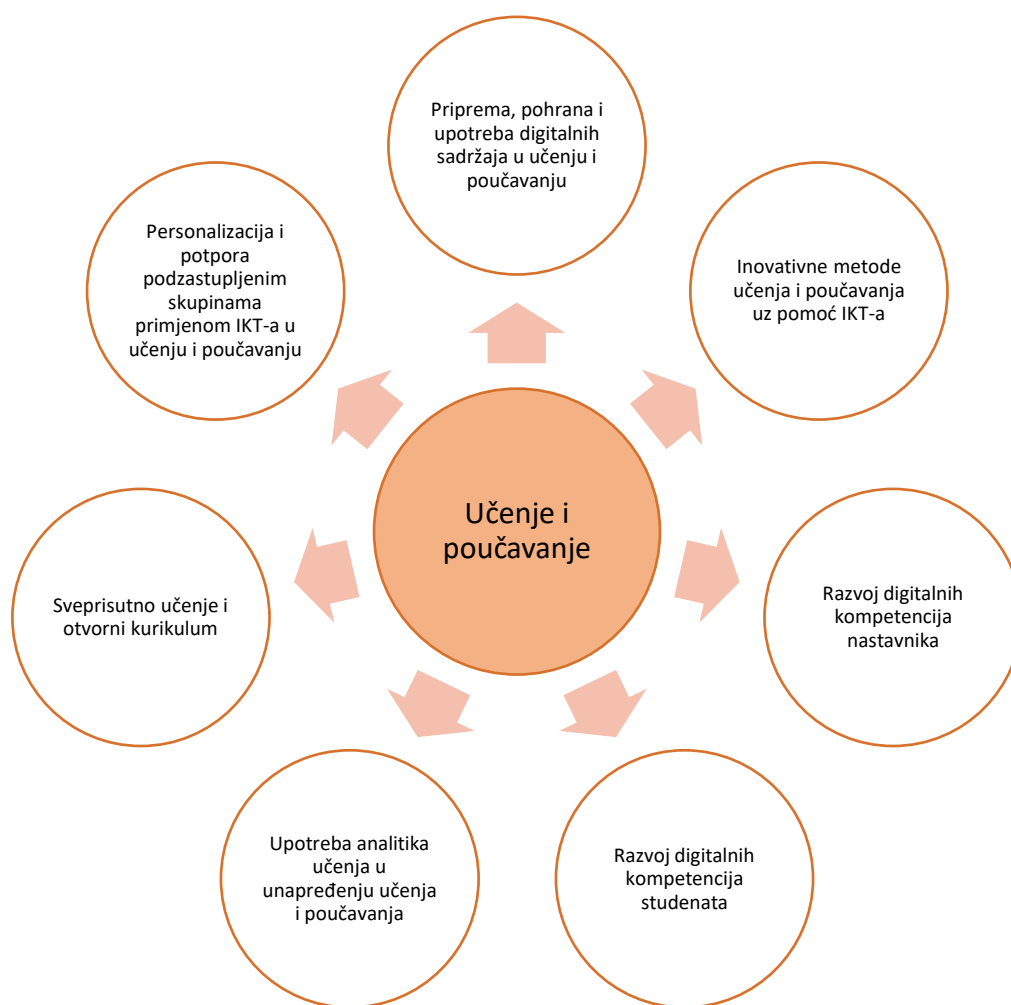 Priprema, pohrana i
upotreba digitalnih
sadržaja u učenju i
poučavanju
Inovativne metode
učenja i poučavanja
uz pomoć IKT-a
Razvoj digitalnih
kompetencija
nastavnika
Razvoj digitalnih
kompetencija
studenata
Upotreba analitika
učenja u
unapređenju učenja
i poučavanja
Sveprisutno učenje i
otvorni kurikulum
Personalizacija i
potpora
podzastupljenim
skupinama
primjenom IKT-a u
učenju i poučavanju
Učenje i
poučavanje